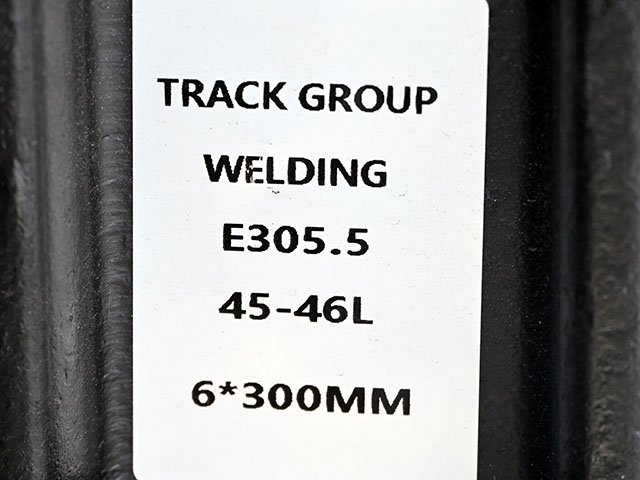 TRACK GROUP
WELDING
E305.5
45-46L
6*300MM